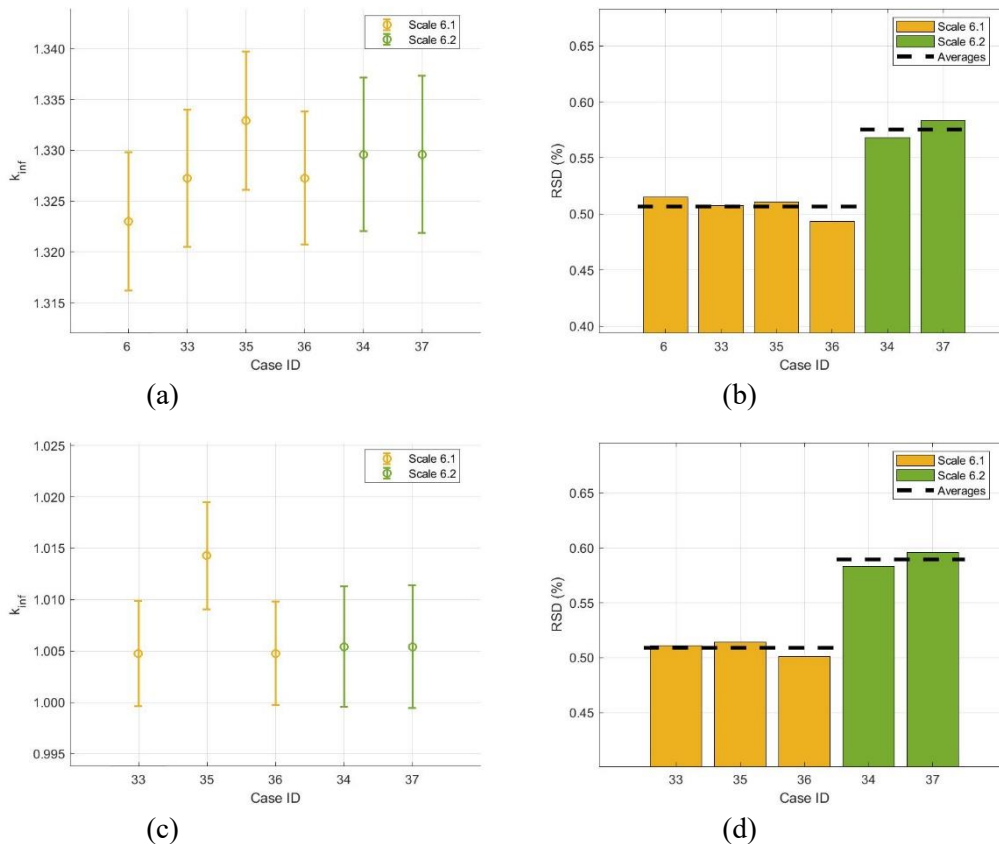 1.340
1.335
1.330
1.325
1.320
1.315
k_inf
6 33 35 36 34 37
Case ID
Scale 6.1
Scale 6.2
(a)
0.65
0.60
0.55
0.50
0.45
0.40
RSD (%)
6 33 35 36 34 37
Case ID
Scale 6.1
Scale 6.2
Averages
(b)
1.025
1.020
1.015
1.010
1.005
1.000
0.995
k_inf
33 35 36 34 37
Case ID
Scale 6.1
Scale 6.2
(c)
0.65
0.60
0.55
0.50
0.45
RSD (%)
33 35 36 34 37
Case ID
Scale 6.1
Scale 6.2
Averages
(d)